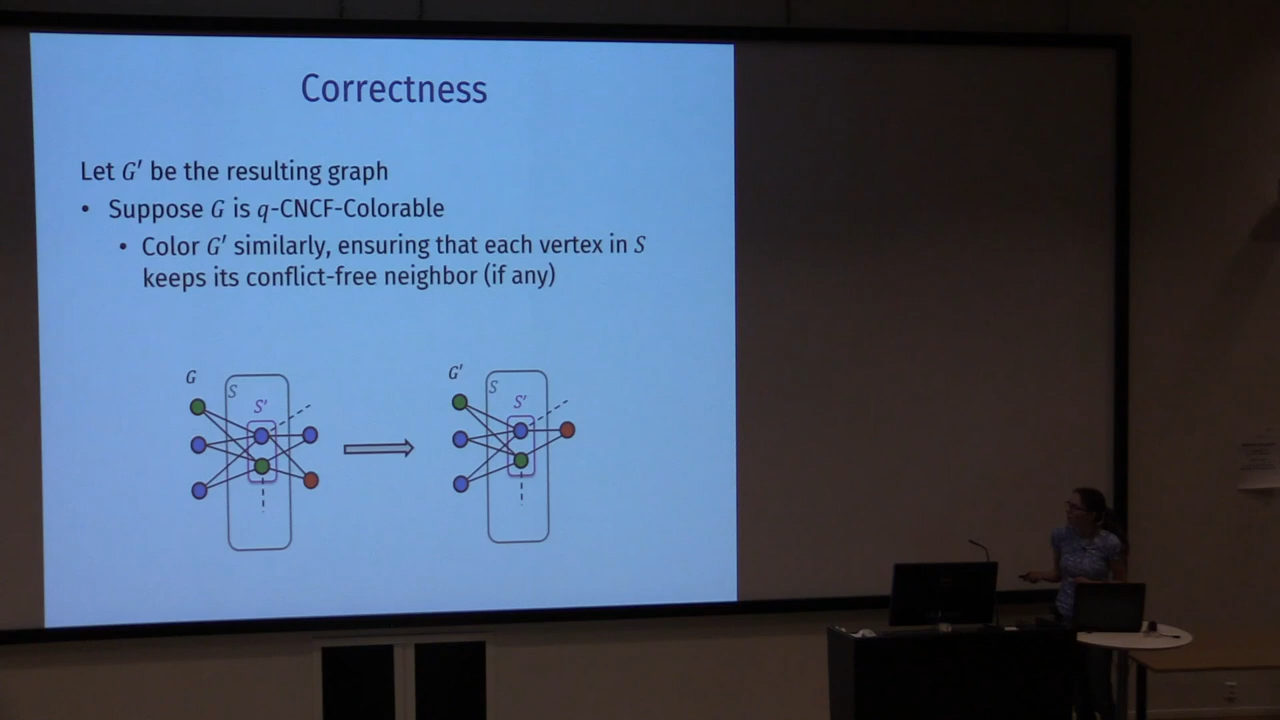 Correctness
Let G′ be the resulting graph
• Suppose G is q-CNCF-Colorable
• Color G′ similarly, ensuring that each vertex in S
keeps its conflict-free neighbor (if any)
G
S
S′
G′
S
S′